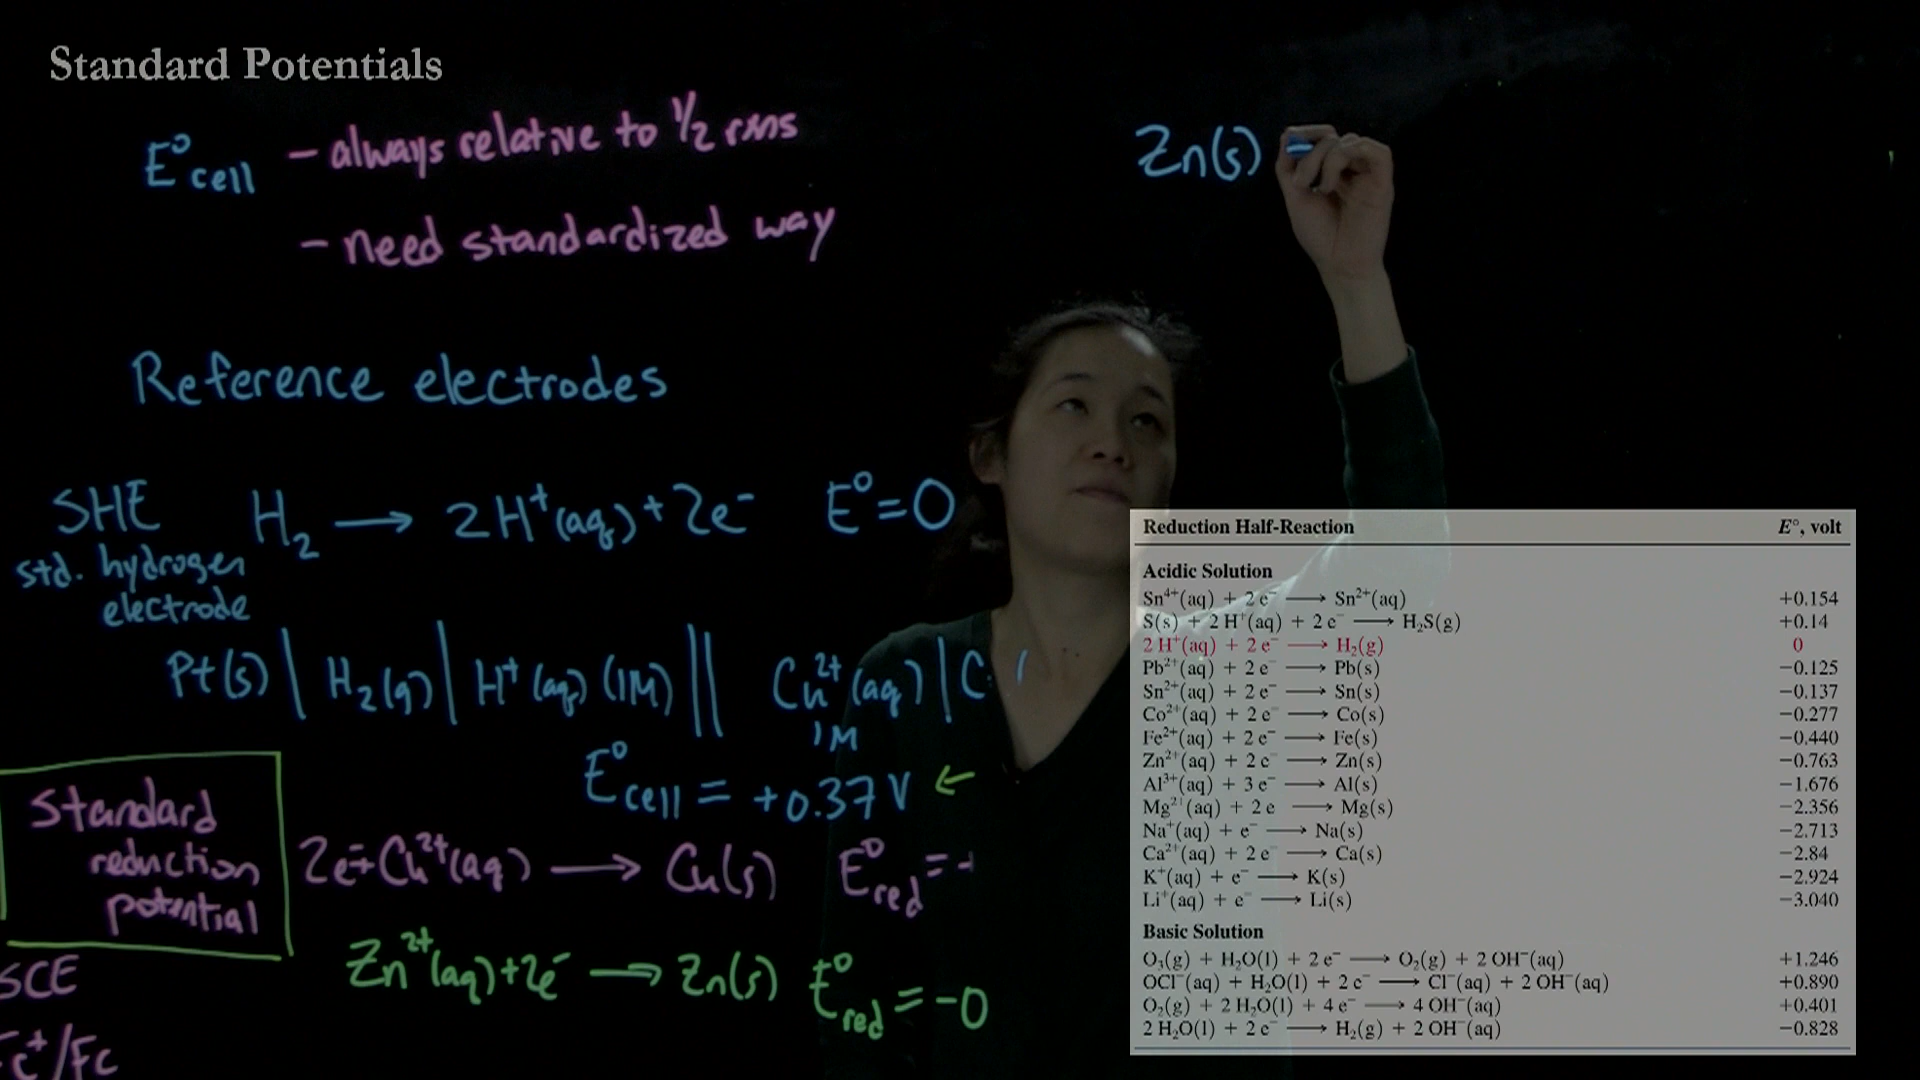 Standard Potentials
E°cell – always relative to 1/2 rxns
– need standardized way
Zn(s)
Reference electrodes
SHE H₂ → 2H⁺(aq) + 2e⁻ E° = 0
std. hydrogen
electrode
Pt(s) | H₂(g) | H⁺(aq) (1M) || Cu²⁺(aq) | C
1M
E°cell = +0.37 V ←
Standard
reduction
potential
2e⁻+Cu²⁺(aq) → Cu(s) E°red = +
Zn²⁺(aq)+2e⁻ → Zn(s) E°red = -0
SCE
Fc⁺/Fc
Reduction Half-Reaction E°, volt
Acidic Solution
Sn⁴⁺(aq) + 2 e⁻ ⟶ Sn²⁺(aq) +0.154
S(s) + 2 H⁺(aq) + 2 e⁻ ⟶ H₂S(g) +0.14
2 H⁺(aq) + 2 e⁻ ⟶ H₂(g) 0
Pb²⁺(aq) + 2 e⁻ ⟶ Pb(s) −0.125
Sn²⁺(aq) + 2 e⁻ ⟶ Sn(s) −0.137
Co²⁺(aq) + 2 e⁻ ⟶ Co(s) −0.277
Fe²⁺(aq) + 2 e⁻ ⟶ Fe(s) −0.440
Zn²⁺(aq) + 2 e⁻ ⟶ Zn(s) −0.763
Al³⁺(aq) + 3 e⁻ ⟶ Al(s) −1.676
Mg²⁺(aq) + 2 e⁻ ⟶ Mg(s) −2.356
Na⁺(aq) + e⁻ ⟶ Na(s) −2.713
Ca²⁺(aq) + 2 e⁻ ⟶ Ca(s) −2.84
K⁺(aq) + e⁻ ⟶ K(s) −2.924
Li⁺(aq) + e⁻ ⟶ Li(s) −3.040
Basic Solution
O₃(g) + H₂O(l) + 2 e⁻ ⟶ O₂(g) + 2 OH⁻(aq) +1.246
OCl⁻(aq) + H₂O(l) + 2 e⁻ ⟶ Cl⁻(aq) + 2 OH⁻(aq) +0.890
O₂(g) + 2 H₂O(l) + 4 e⁻ ⟶ 4 OH⁻(aq) +0.401
2 H₂O(l) + 2 e⁻ ⟶ H₂(g) + 2 OH⁻(aq) −0.828